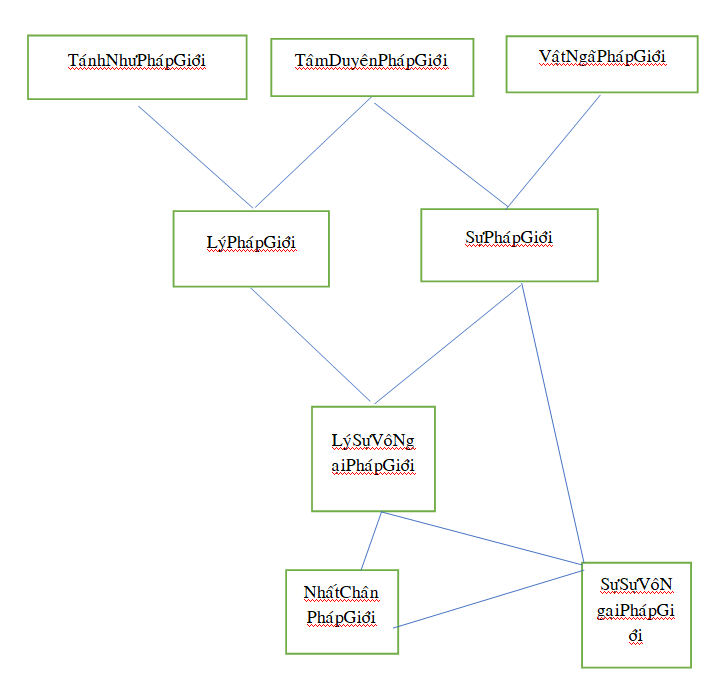 TánhNhưPhápGiới
TâmDuyênPhápGiới
VậtNgãPhápGiới
LýPhápGiới
SựPhápGiới
LýSựVôNg
aiPhápGiới
NhấtChân
PhápGiới
SựSựVôN
gaiPhápGi
ới